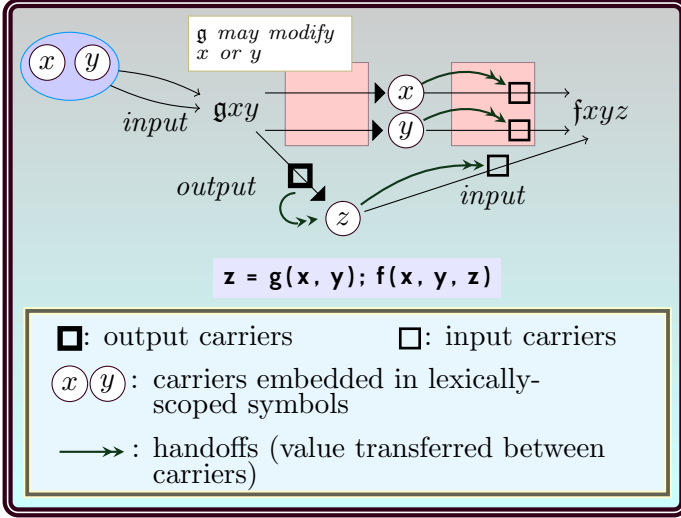 𝔤 may modify
x or y
x y
input
𝔤xy
x
y
𝔣xyz
output
input
z
z = g(x, y); f(x, y, z)
: output carriers
: input carriers
x y : carriers embedded in lexically-
scoped symbols
: handoffs (value transferred between
carriers)